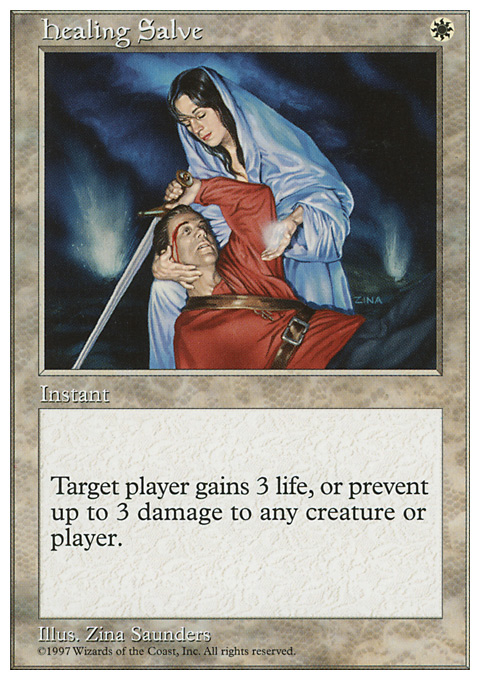 Healing Salve
ZINA
Instant
Target player gains 3 life, or prevent
up to 3 damage to any creature or
player.
Illus. Zina Saunders
©1997 Wizards of the Coast, Inc. All rights reserved.